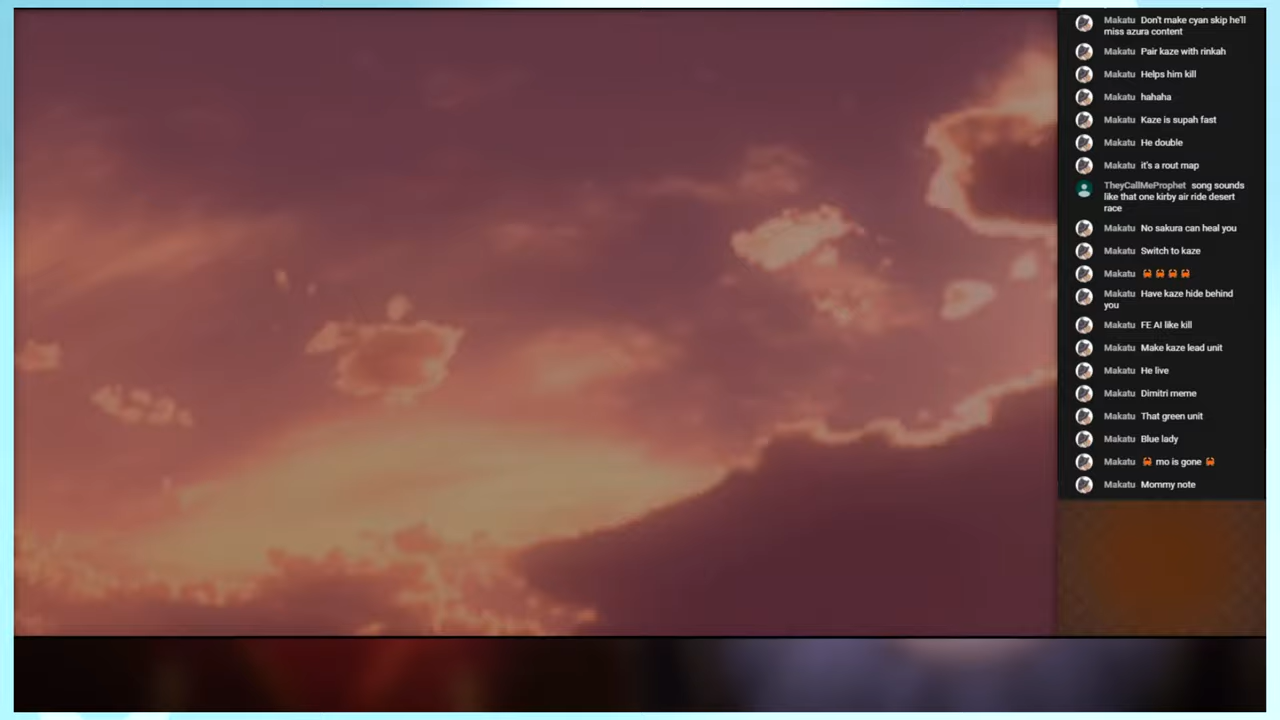 Makatu Don't make cyan skip he'll
miss azura content
Makatu Pair kaze with rinkah
Makatu Helps him kill
Makatu hahaha
Makatu Kaze is supah fast
Makatu He double
Makatu it's a rout map
TheyCallMeProphet song sounds
like that one kirby air ride desert
race
Makatu No sakura can heal you
Makatu Switch to kaze
Makatu 🦀 🦀 🦀 🦀
Makatu Have kaze hide behind
you
Makatu FE AI like kill
Makatu Make kaze lead unit
Makatu He live
Makatu Dimitri meme
Makatu That green unit
Makatu Blue lady
Makatu 🦀 mo is gone 🦀
Makatu Mommy note